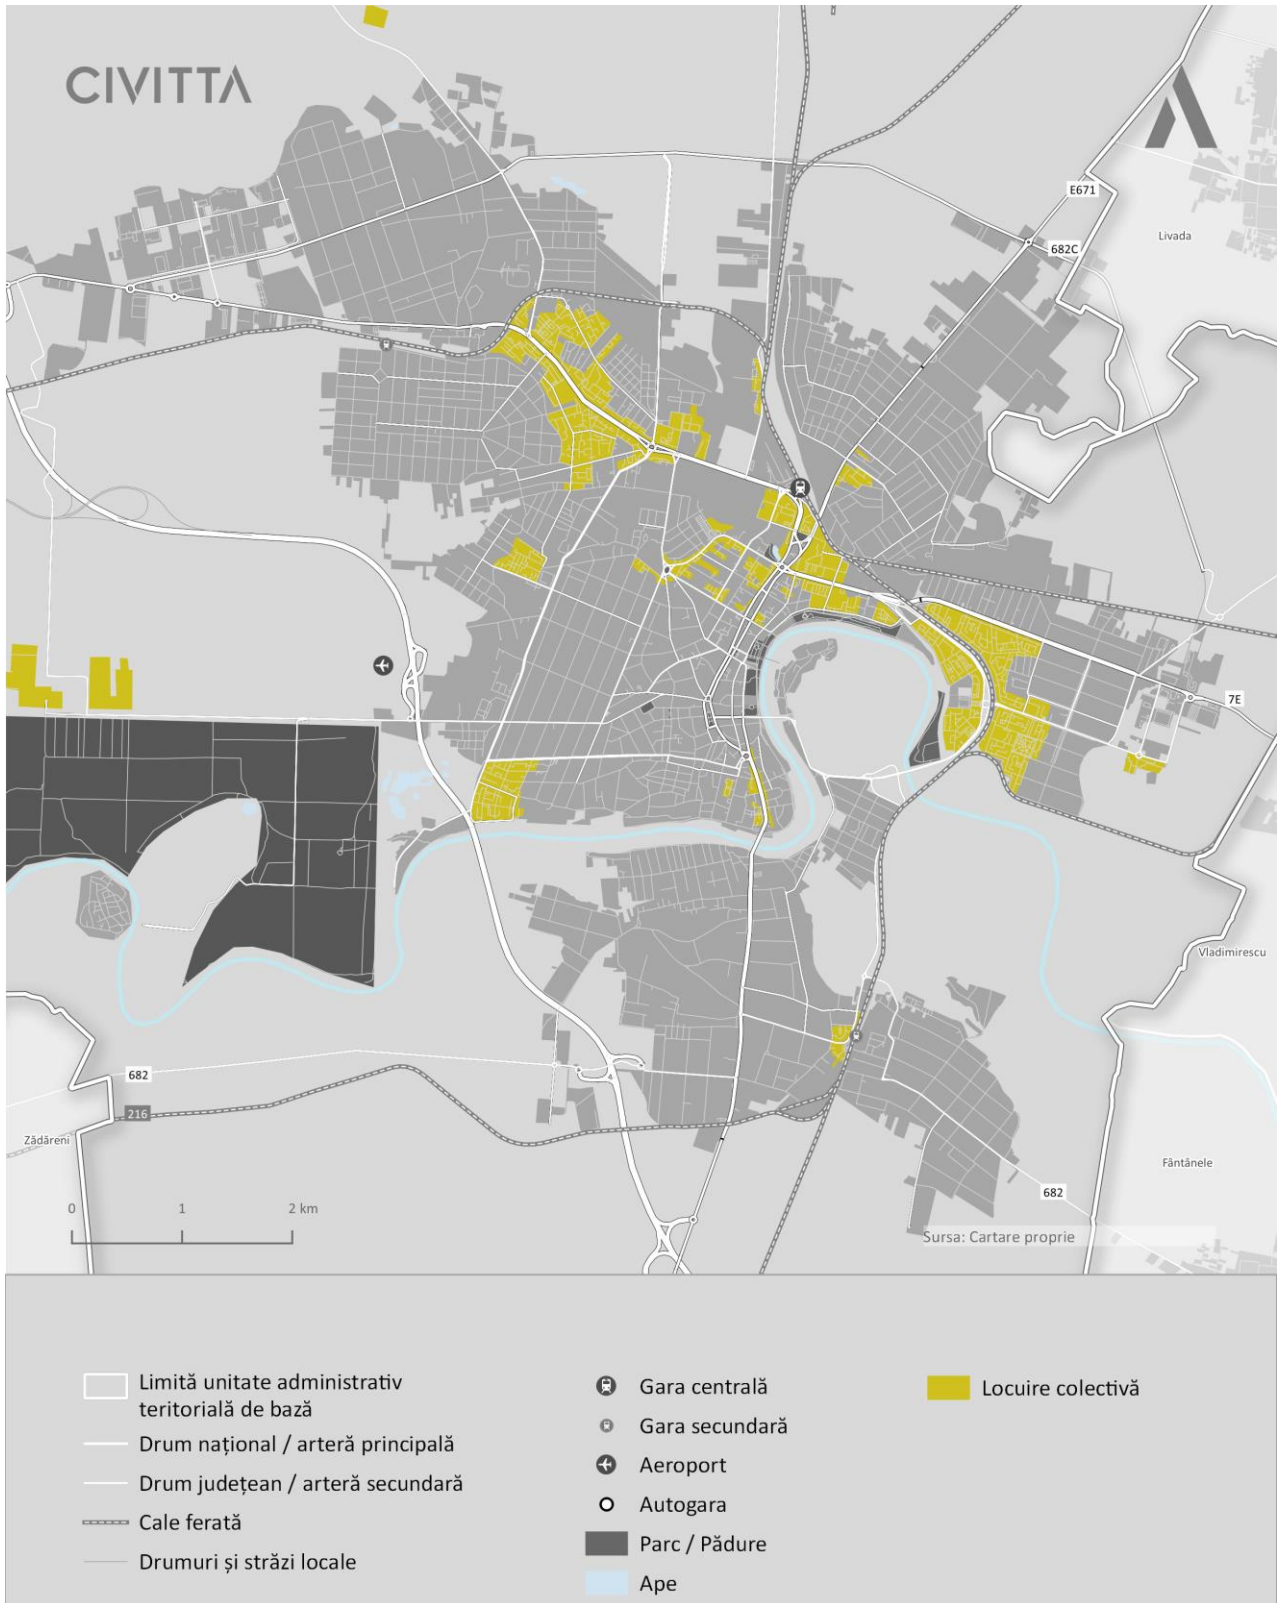 CIVITTA
E671
Livada
682C
7E
Vladimirescu
682
216
Zădăreni
Fântânele
0 1 2 km
682
Sursa: Cartare proprie
Limită unitate administrativ
teritorială de bază
Drum național / arteră principală
Drum județean / arteră secundară
Cale ferată
Drumuri și străzi locale
Gara centrală
Gara secundară
Aeroport
Autogara
Parc / Pădure
Ape
Locuire colectivă